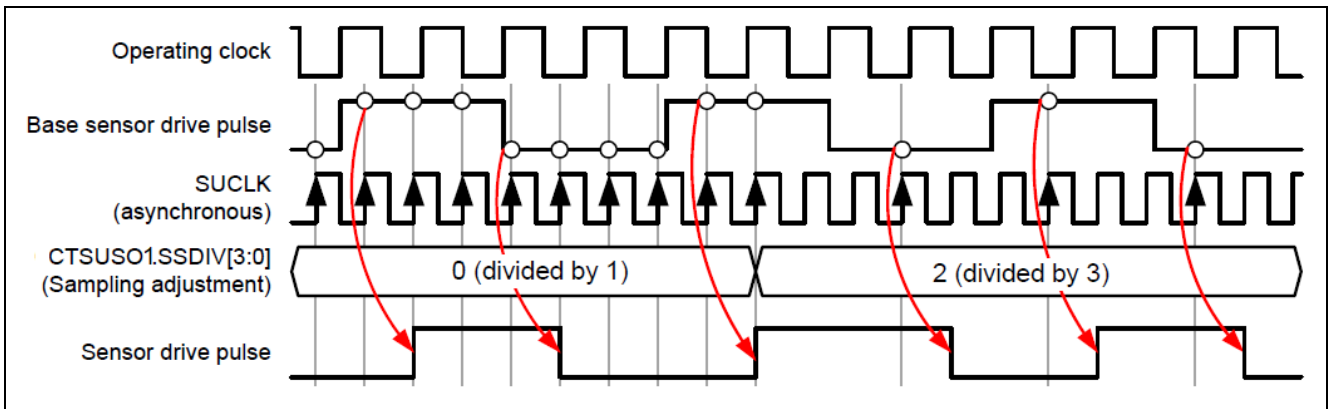 Operating clock
Base sensor drive pulse
SUCLK
(asynchronous)
CTSUSO1.SSDIV[3:0]
(Sampling adjustment)
0 (divided by 1)
2 (divided by 3)
Sensor drive pulse